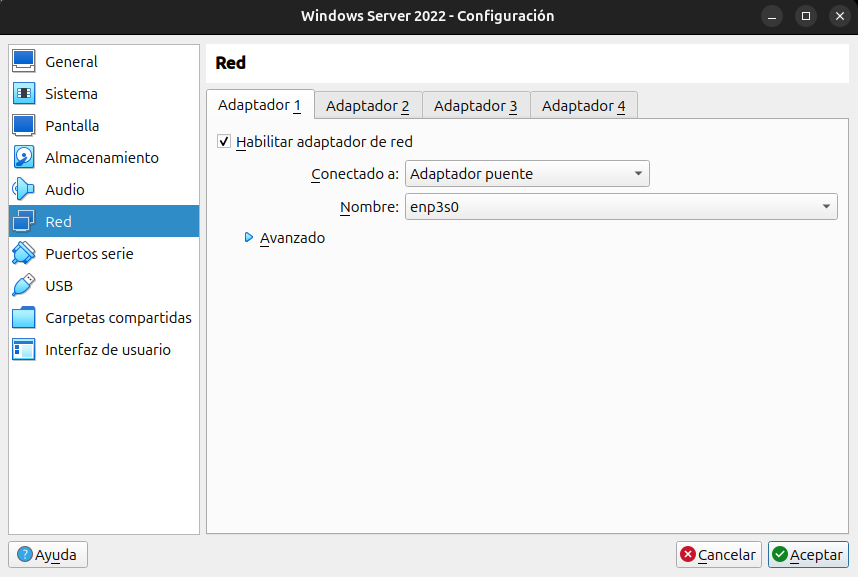 Windows Server 2022 - Configuración
General
Sistema
Pantalla
Almacenamiento
Audio
Red
Puertos serie
USB
Carpetas compartidas
Interfaz de usuario
Red
Adaptador 1 Adaptador 2 Adaptador 3 Adaptador 4
Habilitar adaptador de red
Conectado a: Adaptador puente
Nombre: enp3s0
Avanzado
Ayuda Cancelar Aceptar